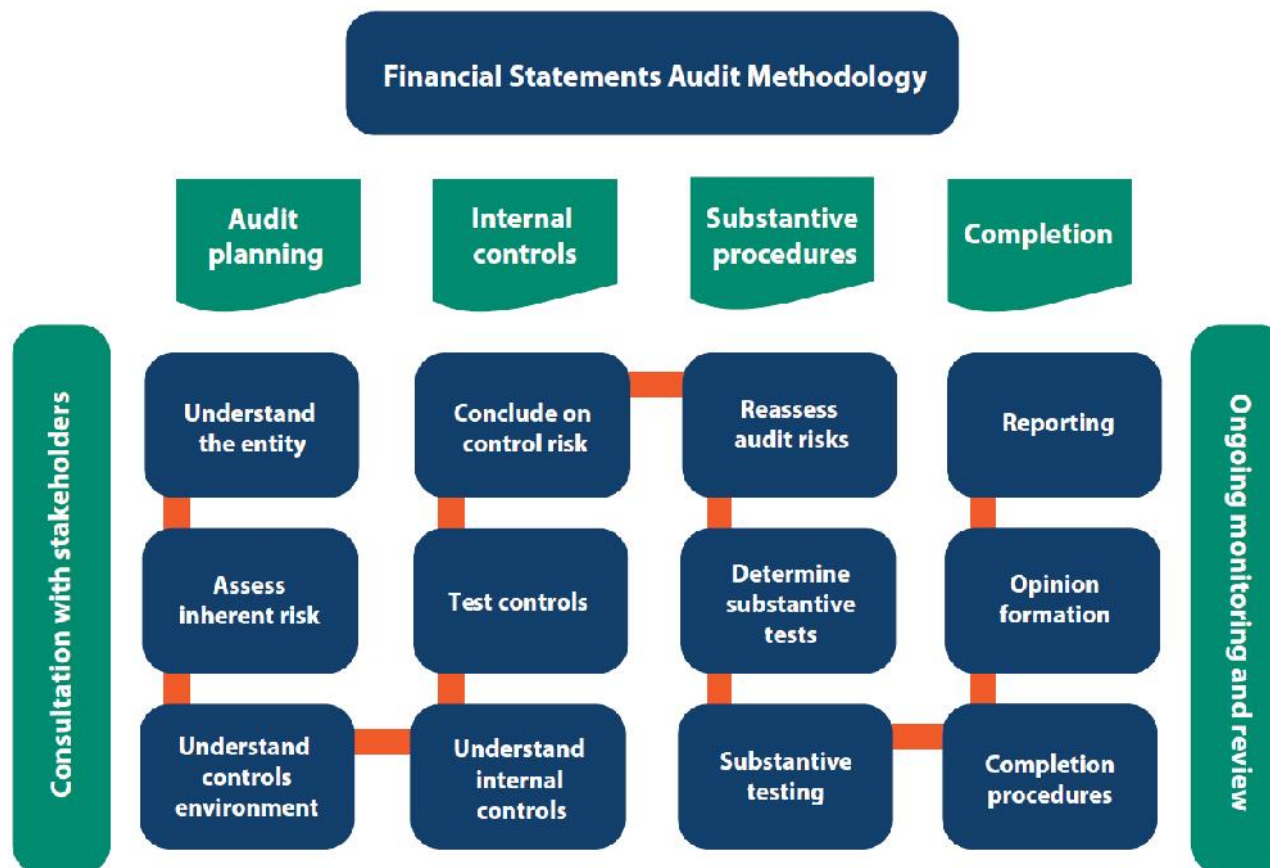 Financial Statements Audit Methodology
Audit
planning
Internal
controls
Substantive
procedures
Completion
Consultation with stakeholders
Understand
the entity
Conclude on
control risk
Reassess
audit risks
Reporting
Assess
inherent risk
Test controls
Determine
substantive
tests
Opinion
formation
Understand
controls
environment
Understand
internal
controls
Substantive
testing
Completion
procedures
Ongoing monitoring and review